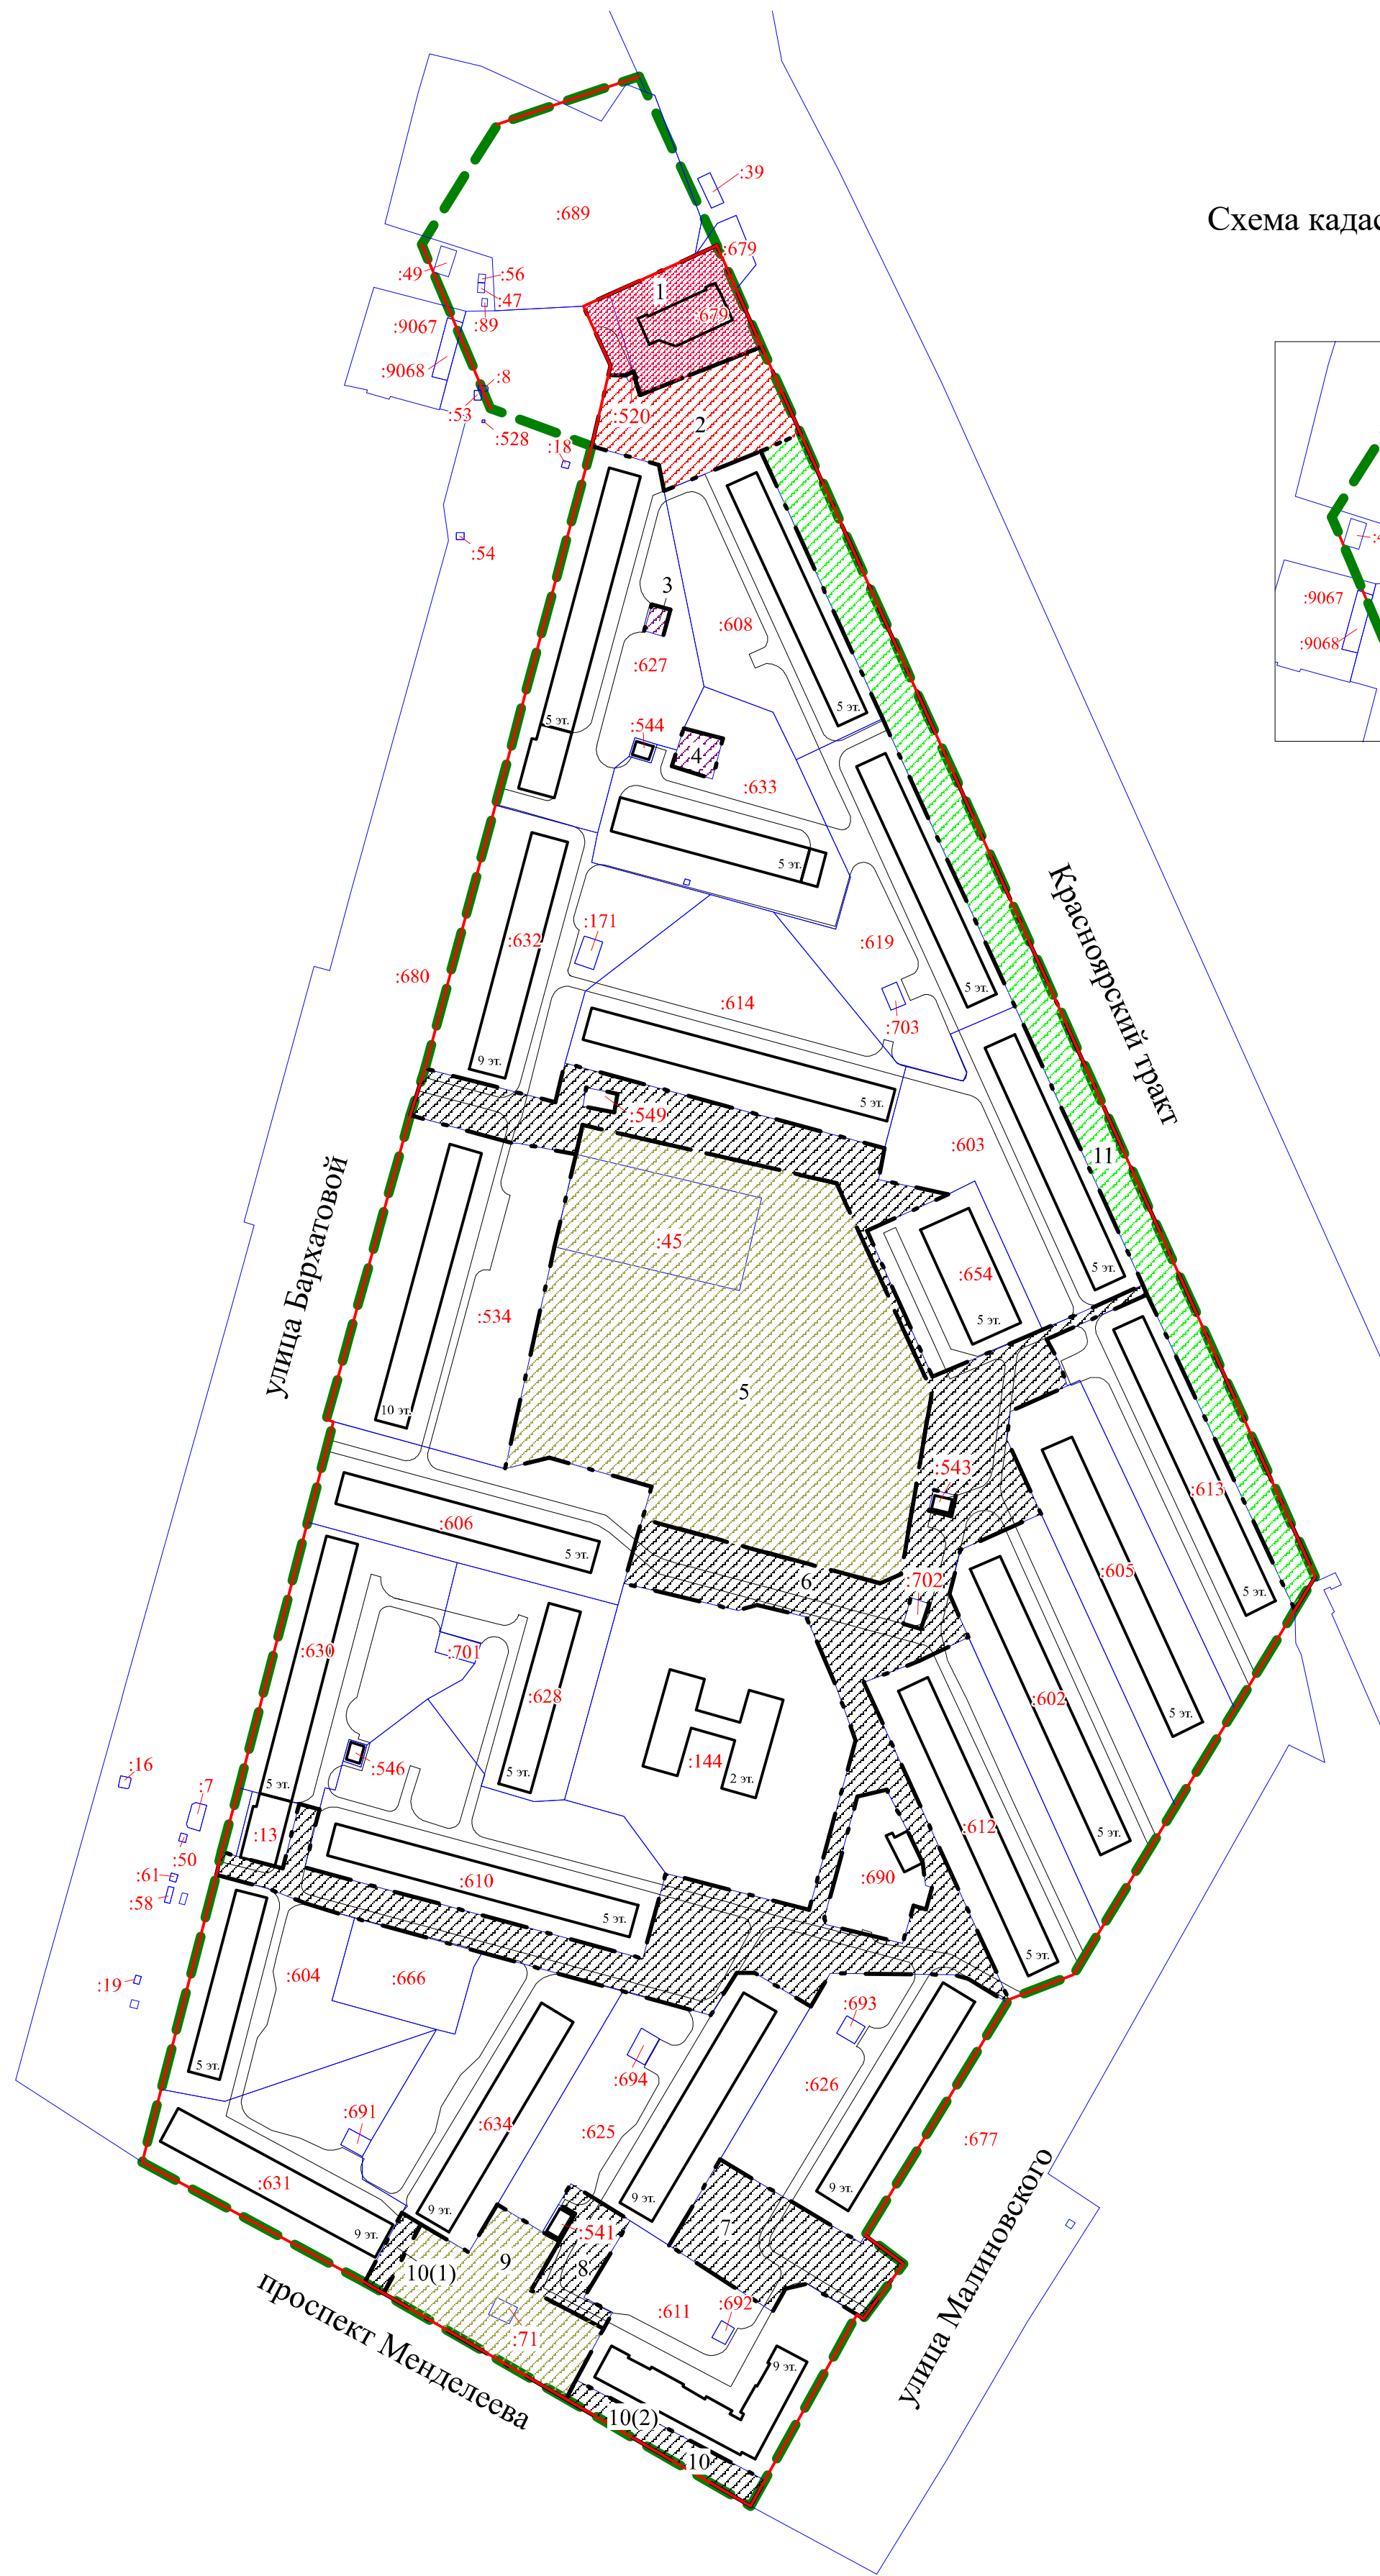 :39
Схема кадас
:689
:679
:49
:56
:47
1
:679
:89
:9067
:9068
:8
:53
:520
2
:528
:18
:54
:4
:9067
:9068
3
:608
:627
5 эт.
5 эт.
:544
4
:633
5 эт.
Красноярский тракт
:171
:632
:619
:680
5 эт.
:614
:703
9 эт.
5 эт.
:549
:603
11
улица Бархатовой
:45
:654
5 эт.
:534
5 эт.
5
10 эт.
:543
:613
:606
5 эт.
6
:702
:605
5 эт.
:630
:701
:628
:602
5 эт.
:144
2 эт.
:16
:546
5 эт.
5 эт.
:7
:13
:612
5 эт.
:50
:61
:690
:58
:610
5 эт.
5 эт.
:604
:666
:19
:693
5 эт.
:694
:626
:691
:634
:625
:677
:631
9 эт.
9 эт.
9 эт.
9 эт.
7
:541
9
8
10(1)
:611
:692
:71
улица Малиновского
проспект Менделеева
9 эт.
10(2)
10